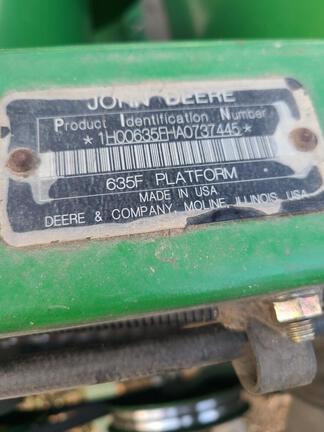 JOHN DEERE
Product Identification Number
*1H00635FHA0737445*
635F PLATFORM
MADE IN USA
DEERE & COMPANY, MOLINE, ILLINOIS, USA